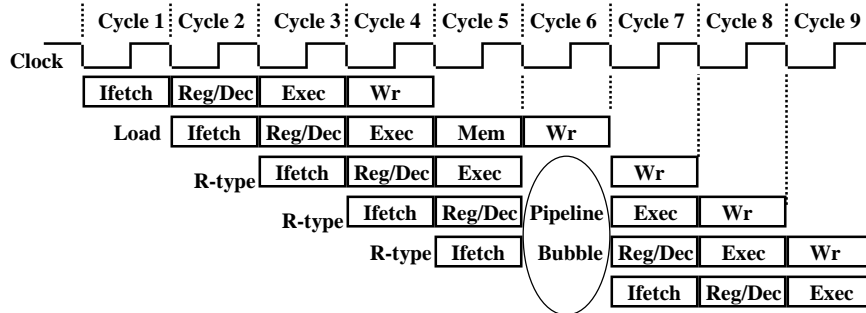 Cycle 1 Cycle 2 Cycle 3 Cycle 4 Cycle 5 Cycle 6 Cycle 7 Cycle 8 Cycle 9
Clock
Ifetch Reg/Dec Exec Wr
Load Ifetch Reg/Dec Exec Mem Wr
R-type Ifetch Reg/Dec Exec Wr
R-type Ifetch Reg/Dec Pipeline Exec Wr
R-type Ifetch Bubble Reg/Dec Exec Wr
Ifetch Reg/Dec Exec